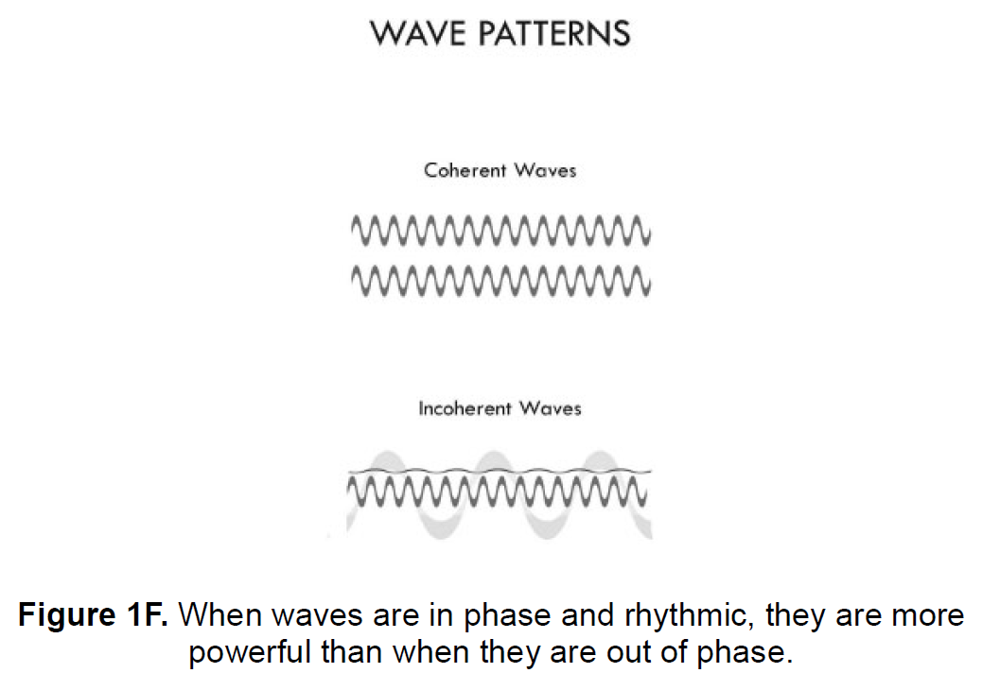 WAVE PATTERNS
Coherent Waves
Incoherent Waves
Figure 1F. When waves are in phase and rhythmic, they are more
powerful than when they are out of phase.